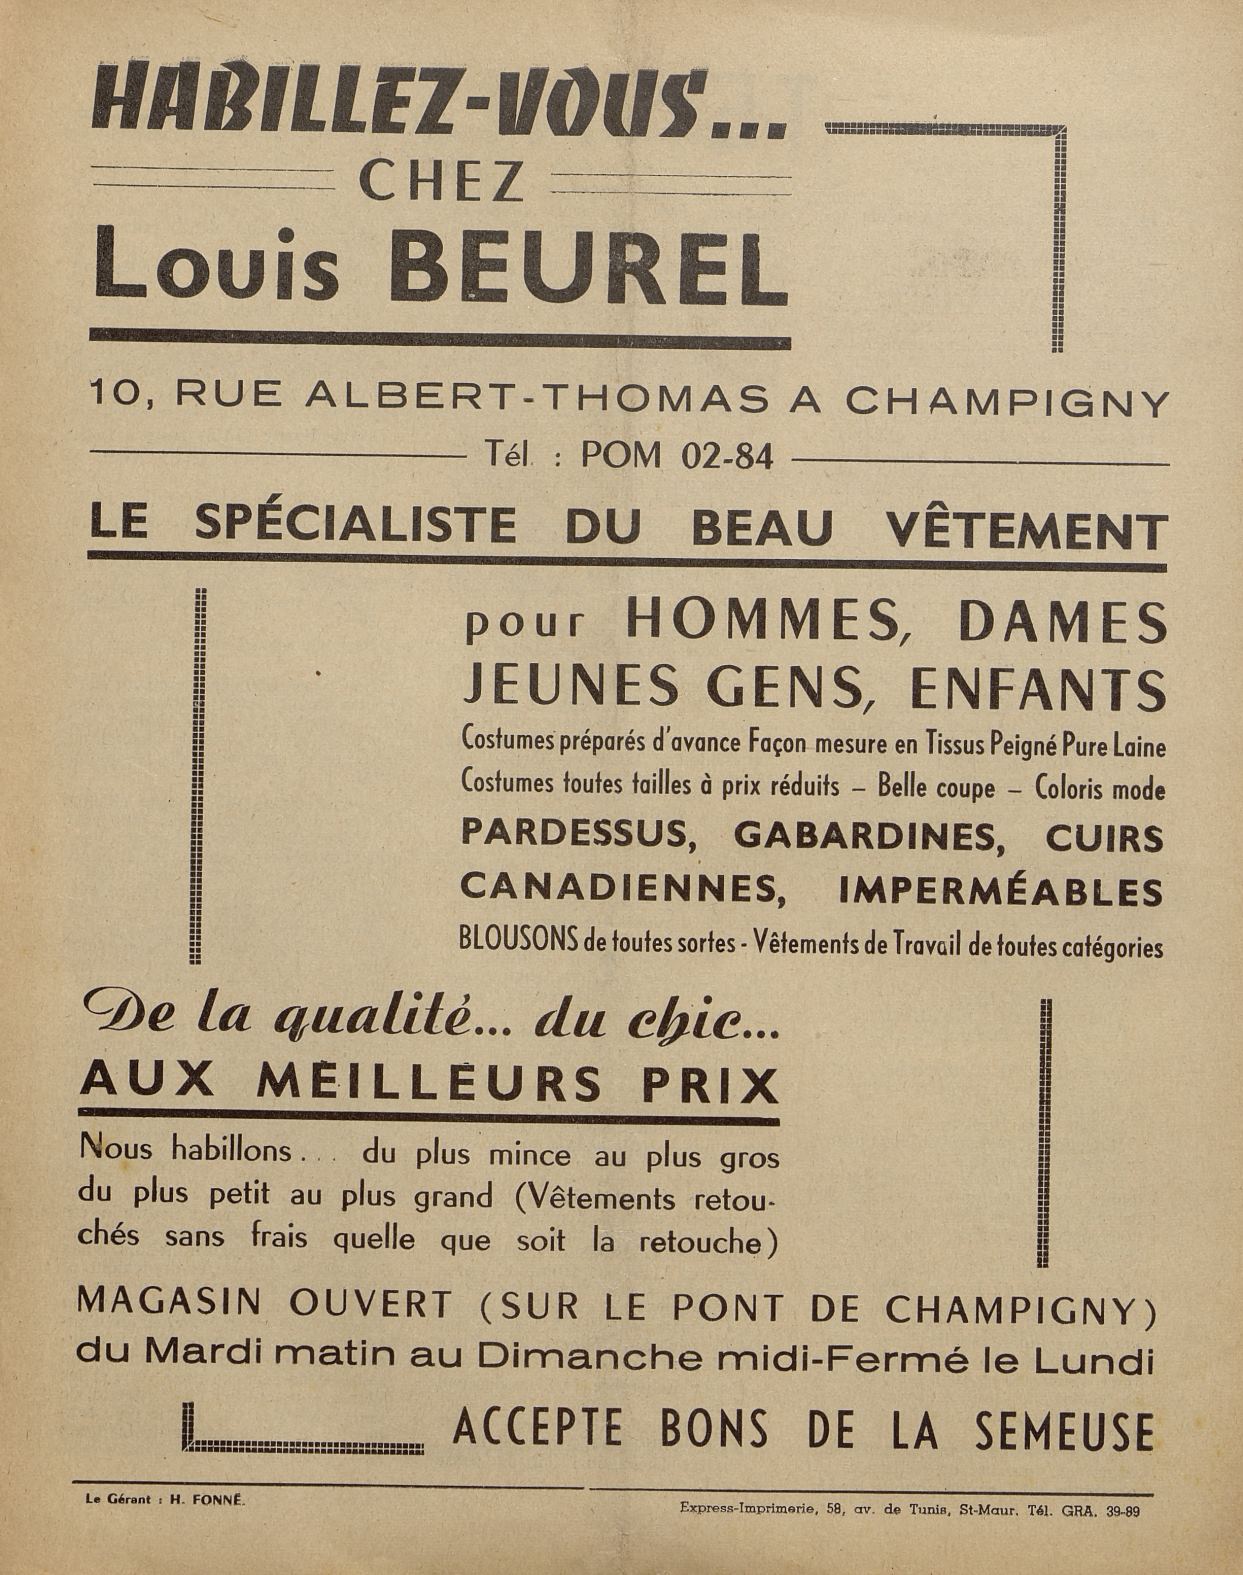 HABILLEZ-VOUS...
CHEZ
Louis BEUREL
10, RUE ALBERT-THOMAS A CHAMPIGNY
Tél. : POM 02-84
LE SPÉCIALISTE DU BEAU VÊTEMENT
pour HOMMES, DAMES
JEUNES GENS, ENFANTS
Costumes préparés d'avance Façon mesure en Tissus Peigné Pure Laine
Costumes toutes tailles à prix réduits – Belle coupe – Coloris mode
PARDESSUS, GABARDINES, CUIRS
CANADIENNES, IMPERMÉABLES
BLOUSONS de toutes sortes - Vêtements de Travail de toutes catégories
De la qualité... du chic...
AUX MEILLEURS PRIX
Nous habillons... du plus mince au plus gros
du plus petit au plus grand (Vêtements retou-
chés sans frais quelle que soit la retouche)
MAGASIN OUVERT (SUR LE PONT DE CHAMPIGNY)
du Mardi matin au Dimanche midi-Fermé le Lundi
ACCEPTE BONS DE LA SEMEUSE
Le Gérant : H. FONNÉ.
Express-Imprimerie, 58, av. de Tunis, St-Maur. Tél. GRA. 39-89